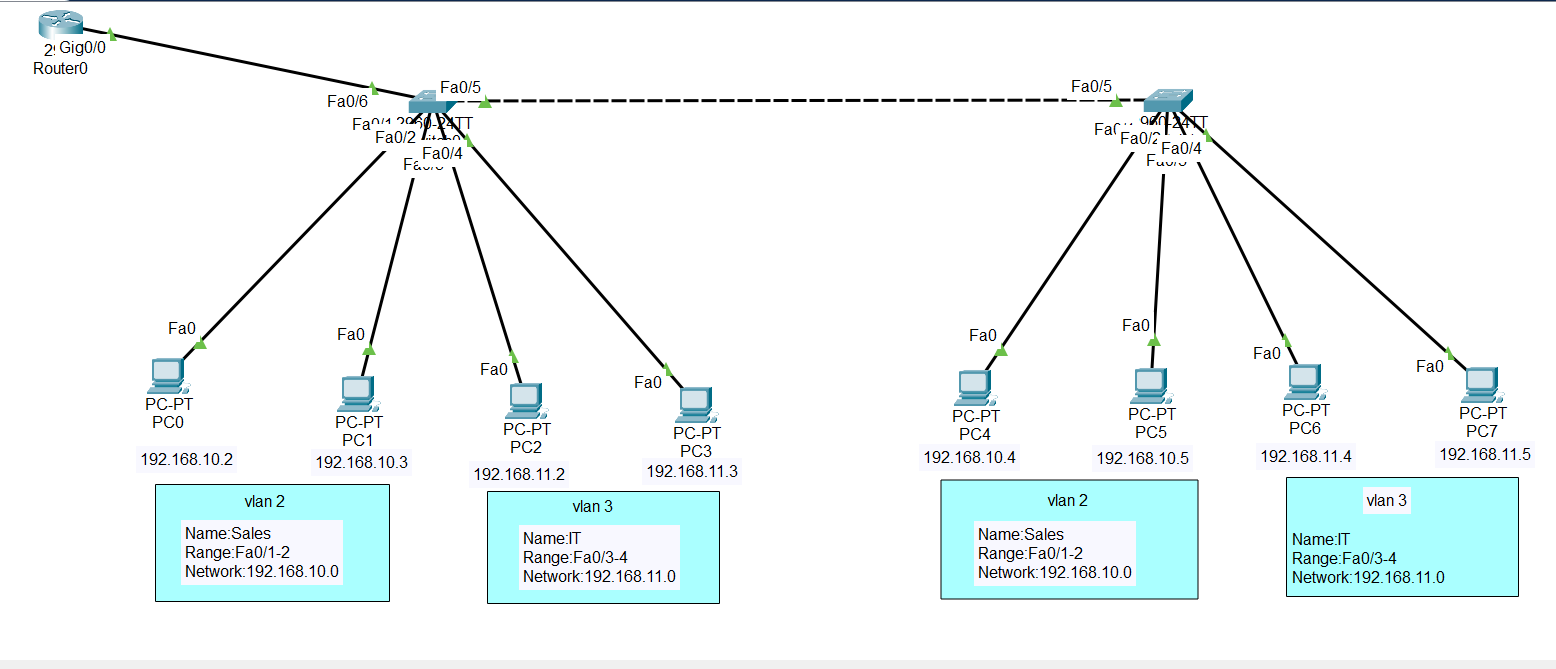 Gig0/0
Router0
Fa0/6
Fa0/5
Fa0/2
Fa0/4
Fa0/5
Fa0/2
Fa0/4
Fa0
PC-PT
PC0
192.168.10.2
Fa0
PC-PT
PC1
192.168.10.3
Fa0
PC-PT
PC2
192.168.11.2
Fa0
PC-PT
PC3
192.168.11.3
Fa0
PC-PT
PC4
192.168.10.4
Fa0
PC-PT
PC5
192.168.10.5
Fa0
PC-PT
PC6
192.168.11.4
Fa0
PC-PT
PC7
192.168.11.5
vlan 2
Name:Sales
Range:Fa0/1-2
Network:192.168.10.0
vlan 3
Name:IT
Range:Fa0/3-4
Network:192.168.11.0
vlan 2
Name:Sales
Range:Fa0/1-2
Network:192.168.10.0
vlan 3
Name:IT
Range:Fa0/3-4
Network:192.168.11.0